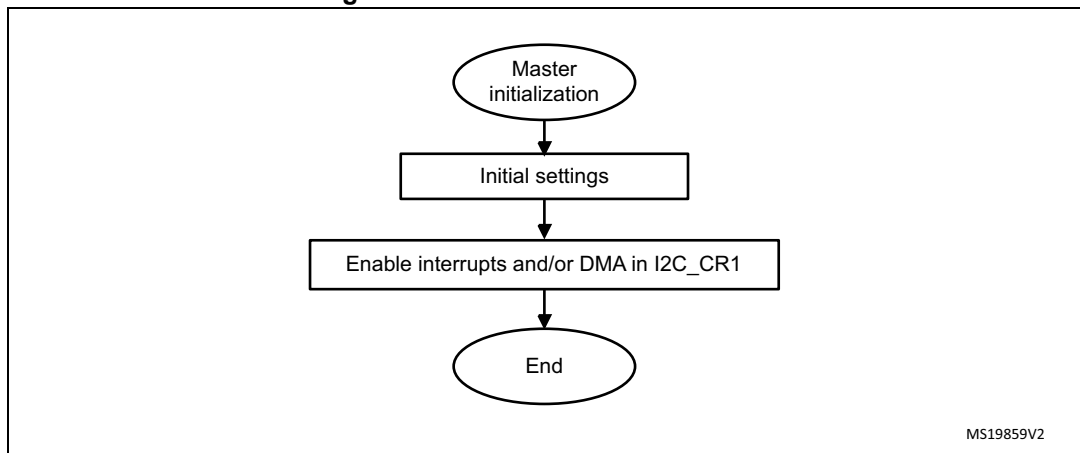 Master
initialization
Initial settings
Enable interrupts and/or DMA in I2C_CR1
End
MS19859V2